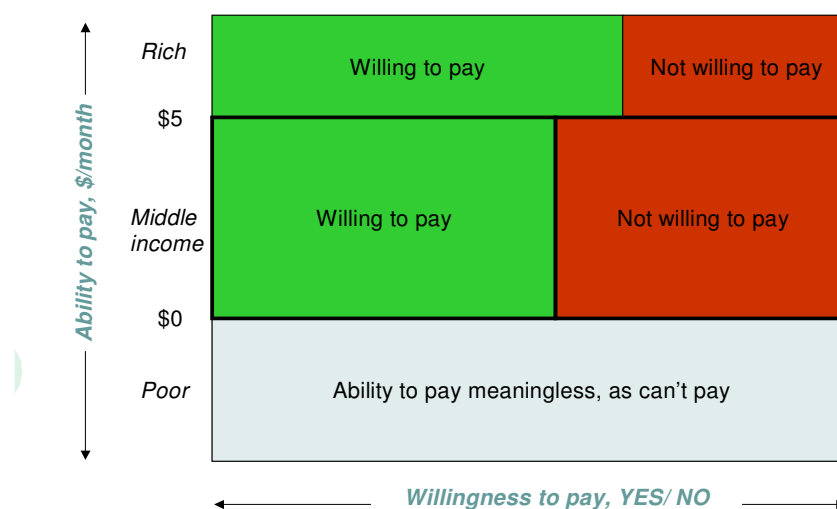 Rich
Willing to pay
Not willing to pay
$5
Ability to pay, $/month
Middle
income
Willing to pay
Not willing to pay
$0
Poor
Ability to pay meaningless, as can't pay
Willingness to pay, YES/ NO